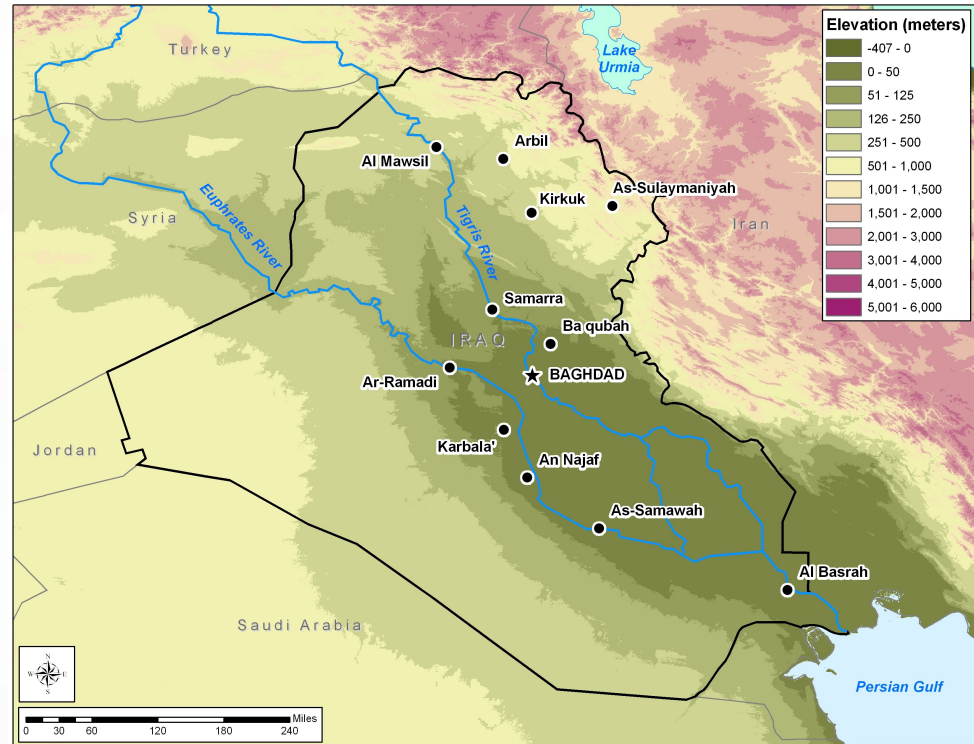 Elevation (meters)
-407 - 0
0 - 50
51 - 125
126 - 250
251 - 500
501 - 1,000
1,001 - 1,500
1,501 - 2,000
2,001 - 3,000
3,001 - 4,000
4,001 - 5,000
5,001 - 6,000
Turkey
Lake
Urmia
Arbil
Al Mawsil
As-Sulaymaniyah
Kirkuk
Syria
Euphrates River
Tigris River
Iran
Samarra
Ba qubah
IRAQ
BAGHDAD
Ar-Ramadi
Karbala'
Jordan
An Najaf
As-Samawah
Al Basrah
Saudi Arabia
Persian Gulf
N
W E
S
Miles
0 30 60 120 180 240